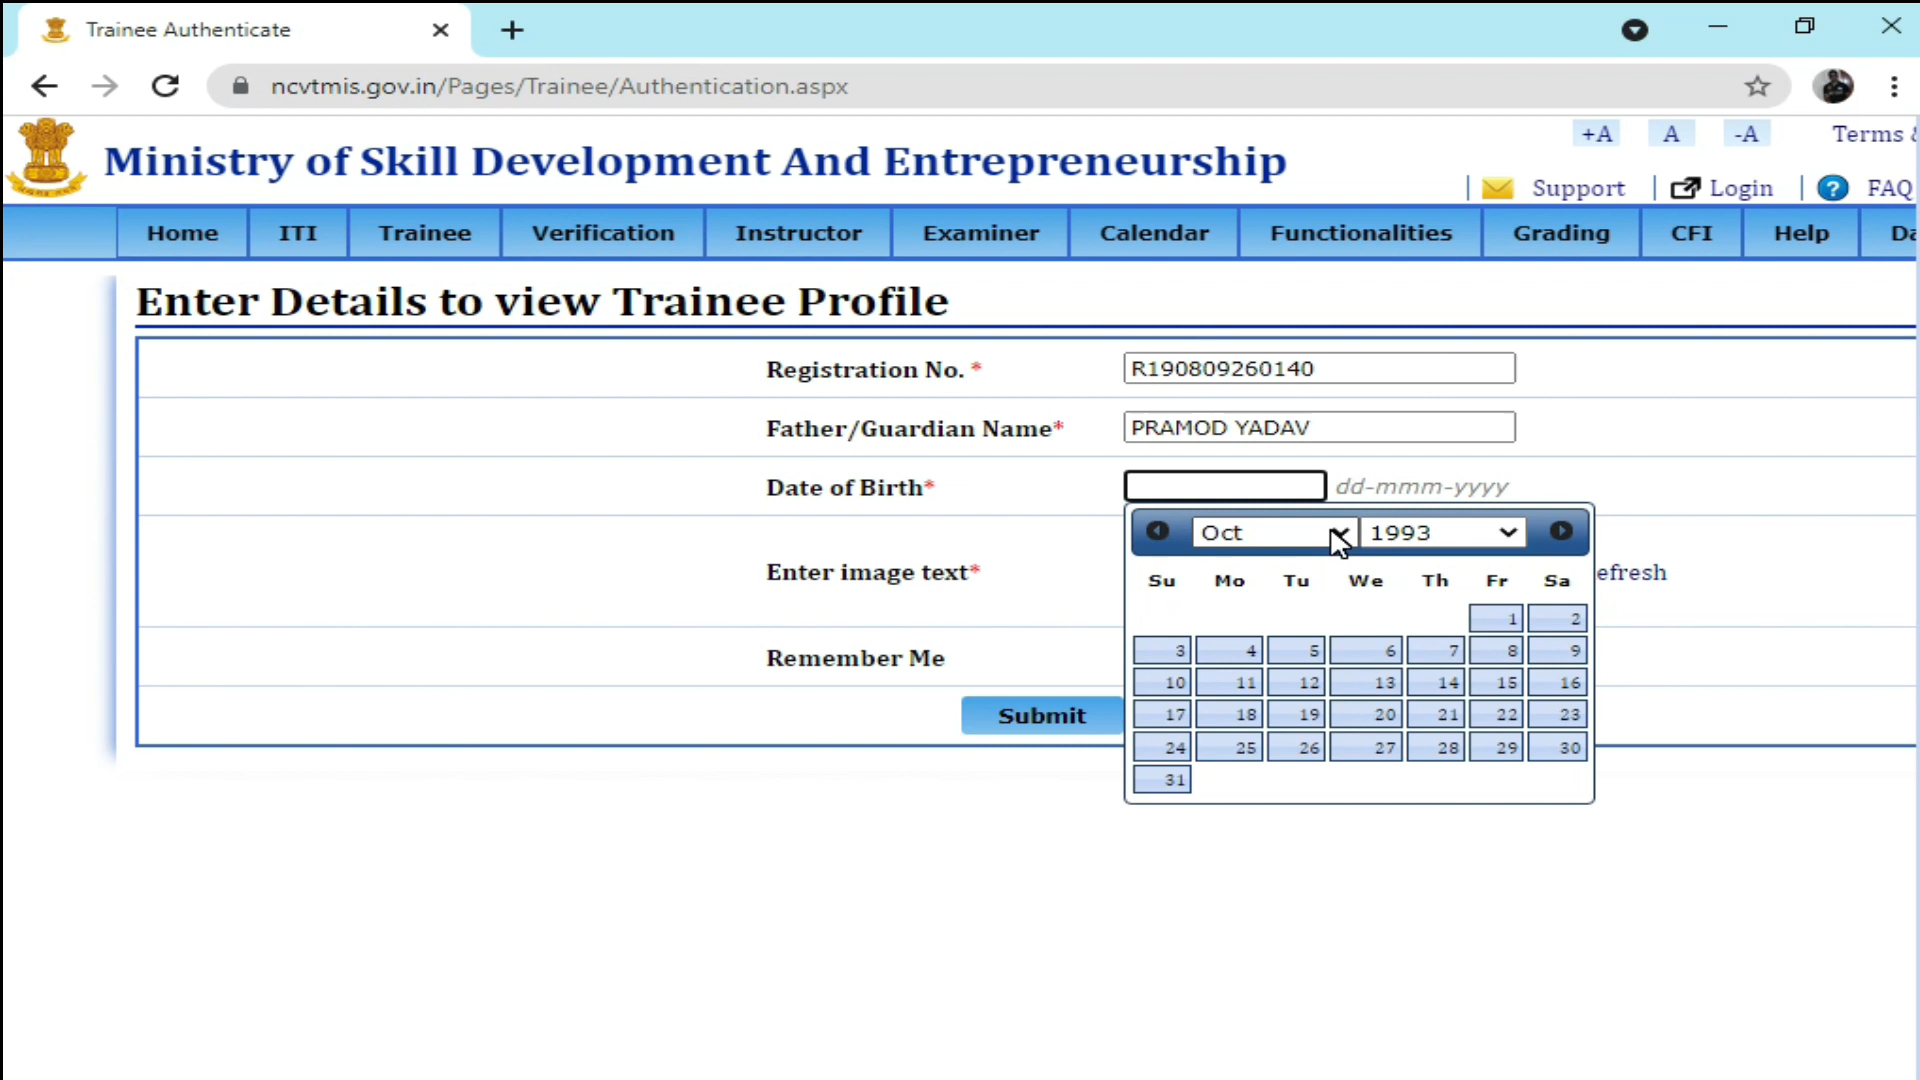 Trainee Authenticate
ncvtmis.gov.in/Pages/Trainee/Authentication.aspx
+A A -A Terms &
Ministry of Skill Development And Entrepreneurship
Support Login ? FAQ
Home ITI Trainee Verification Instructor Examiner Calendar Functionalities Grading CFI Help Da
Enter Details to view Trainee Profile
Registration No. * R190809260140
Father/Guardian Name* PRAMOD YADAV
Date of Birth* dd-mmm-yyyy
Oct 1993
Enter image text* efresh
Su Mo Tu We Th Fr Sa
1 2
3 4 5 6 7 8 9
Remember Me
10 11 12 13 14 15 16
17 18 19 20 21 22 23
Submit
24 25 26 27 28 29 30
31